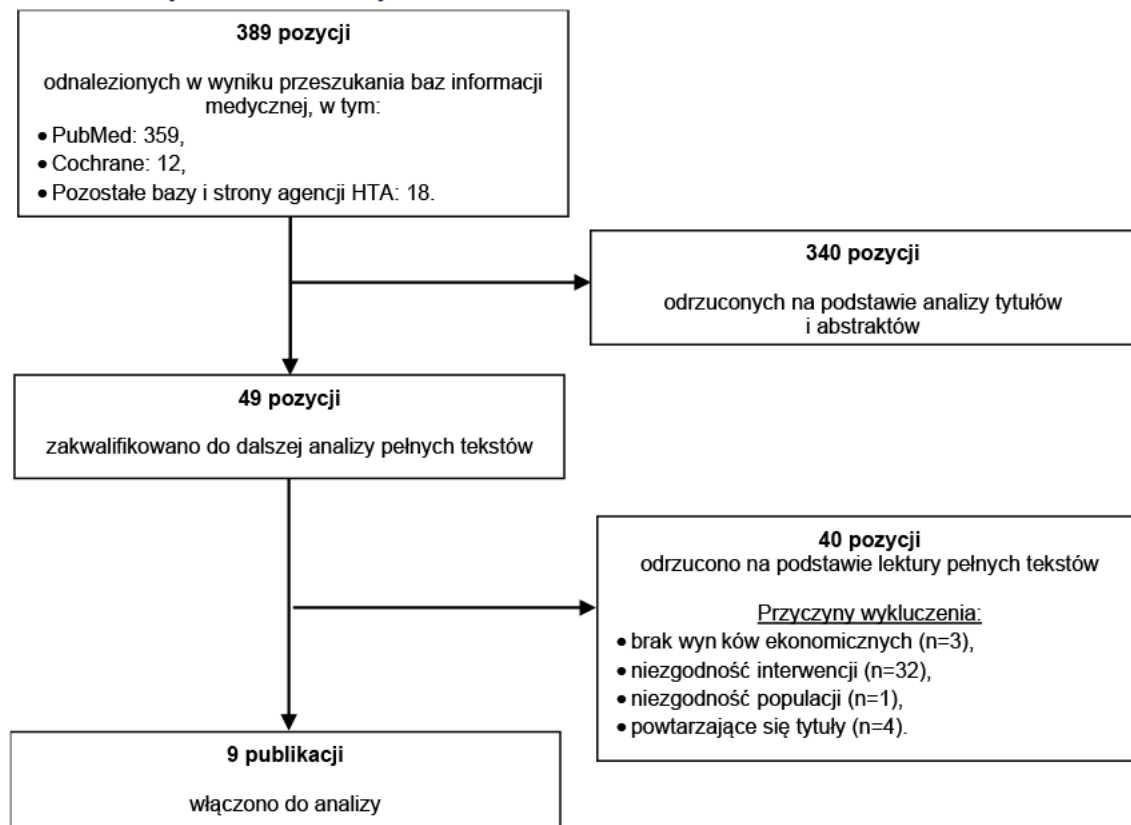 389 pozycji
odnalezionych w wyniku przeszukania baz informacji
medycznej, w tym:
• PubMed: 359,
• Cochrane: 12,
• Pozostałe bazy i strony agencji HTA: 18.
340 pozycji
odrzuconych na podstawie analizy tytułów
i abstraktów
49 pozycji
zakwalifikowano do dalszej analizy pełnych tekstów
40 pozycji
odrzucono na podstawie lektury pełnych tekstów
Przyczyny wykluczenia:
• brak wyn ków ekonomicznych (n=3),
• niezgodność interwencji (n=32),
• niezgodność populacji (n=1),
• powtarzające się tytuły (n=4).
9 publikacji
włączono do analizy